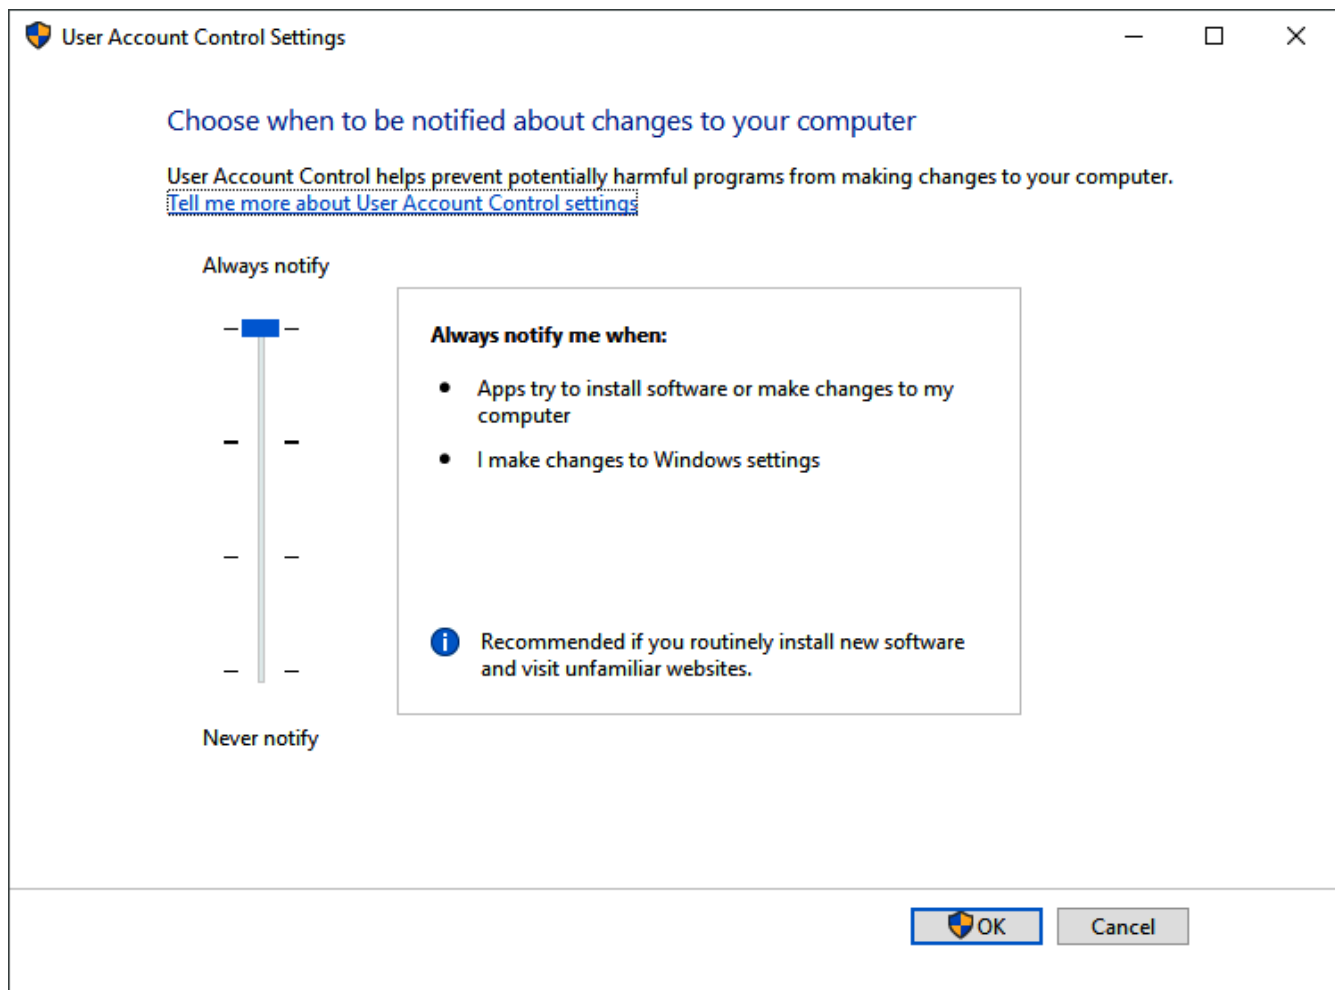 User Account Control Settings
Choose when to be notified about changes to your computer
User Account Control helps prevent potentially harmful programs from making changes to your computer.
Tell me more about User Account Control settings
Always notify
Always notify me when:
• Apps try to install software or make changes to my
computer
• I make changes to Windows settings
Recommended if you routinely install new software
and visit unfamiliar websites.
Never notify
OK
Cancel